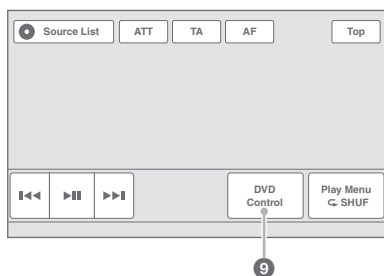 Source List ATT TA AF Top
DVD Control
Play Menu
SHUF
9